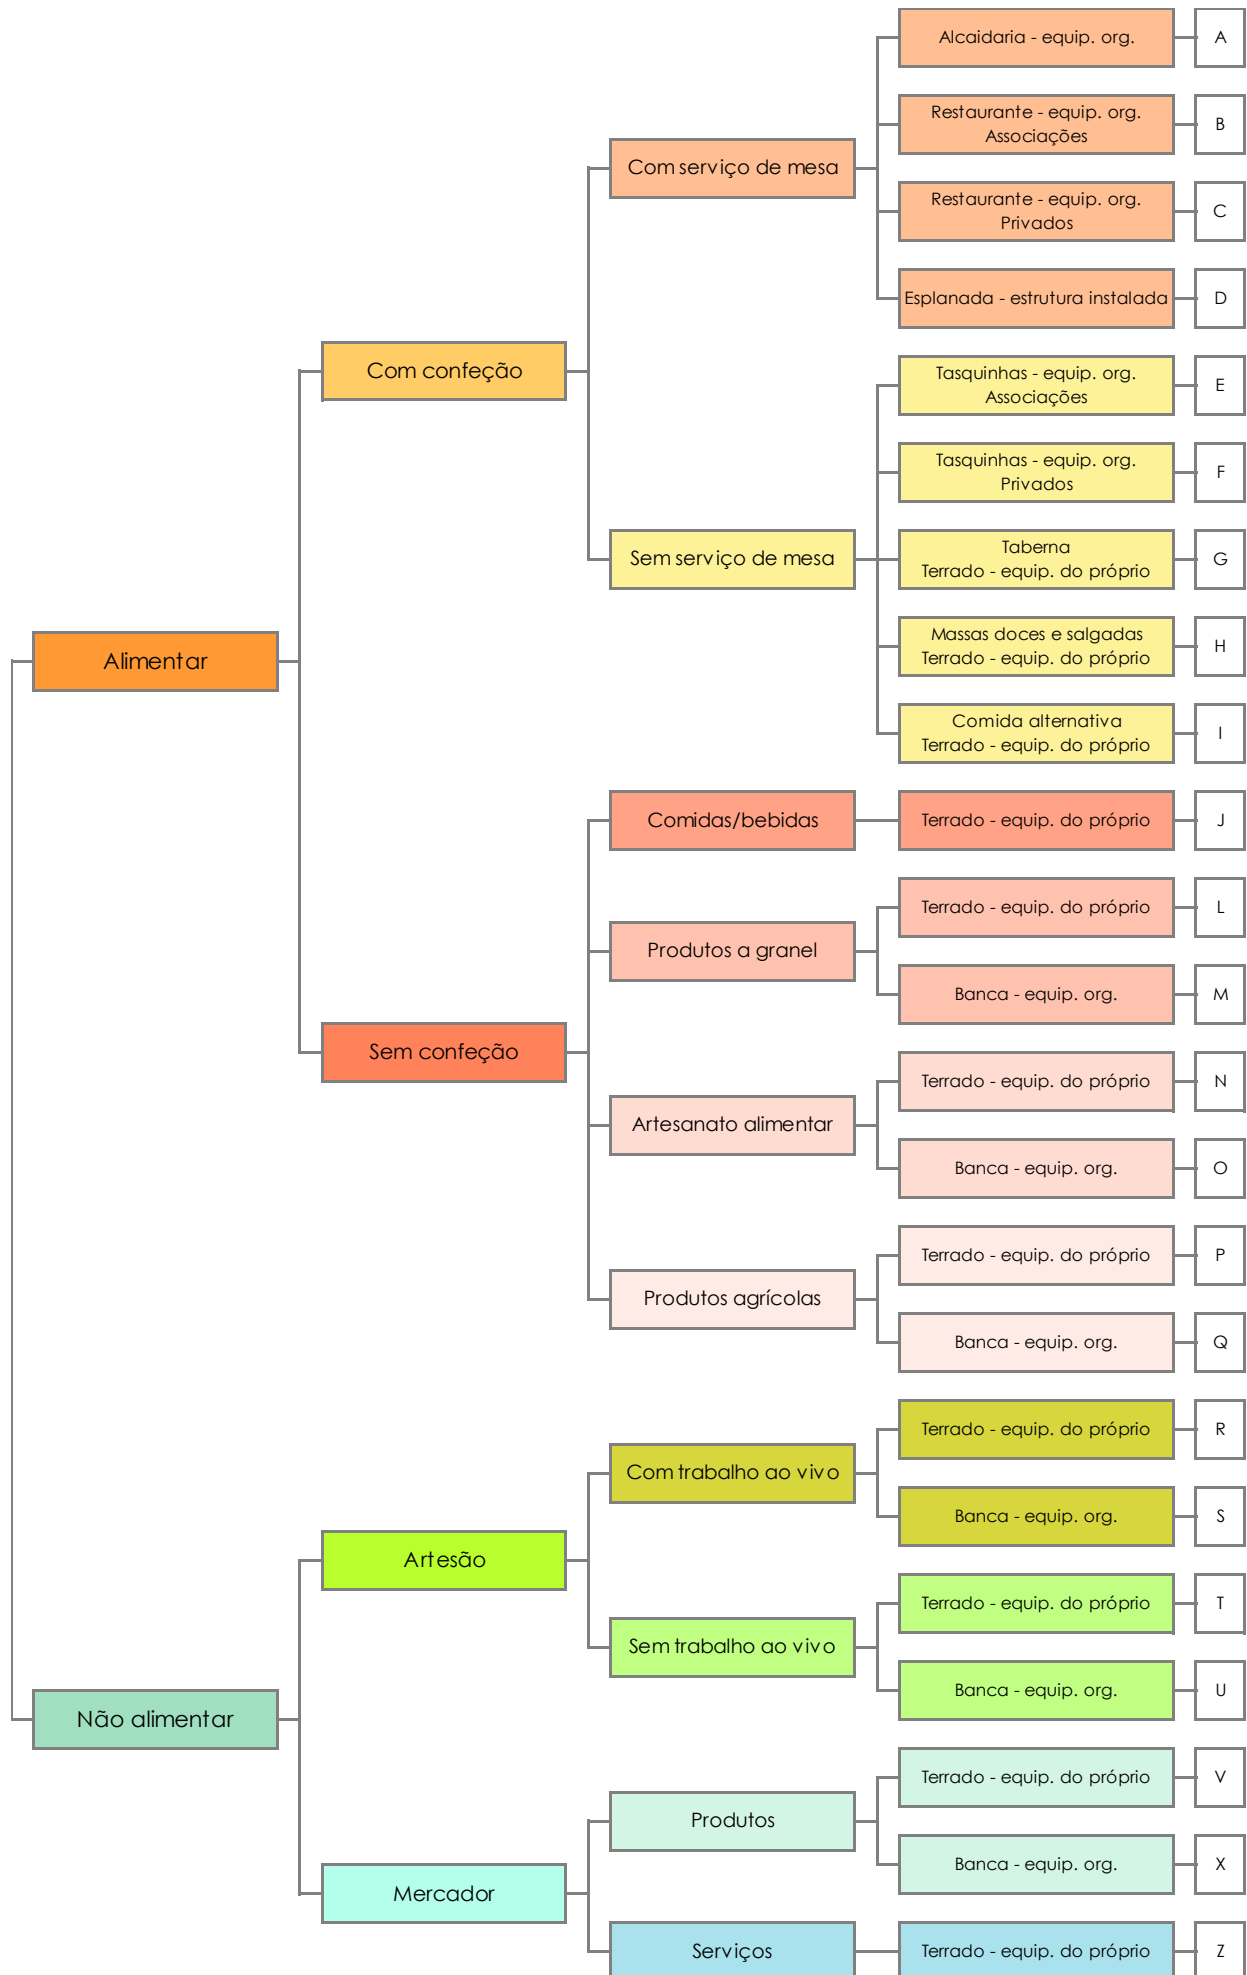 Alcaidaria - equip. org.
A
Restaurante - equip. org.
Associações
B
Com serviço de mesa
Restaurante - equip. org.
Privados
C
Esplanada - estrutura instalada
D
Com confeção
Tasquinhas - equip. org.
Associações
E
Tasquinhas - equip. org.
Privados
F
Sem serviço de mesa
Taberna
Terrado - equip. do próprio
G
Alimentar
Massas doces e salgadas
Terrado - equip. do próprio
H
Comida alternativa
Terrado - equip. do próprio
I
Comidas/bebidas
Terrado - equip. do próprio
J
Produtos a granel
Terrado - equip. do próprio
L
Banca - equip. org.
M
Sem confeção
Terrado - equip. do próprio
N
Artesanato alimentar
Banca - equip. org.
O
Produtos agrícolas
Terrado - equip. do próprio
P
Banca - equip. org.
Q
Com trabalho ao vivo
Terrado - equip. do próprio
R
Banca - equip. org.
S
Artesão
Terrado - equip. do próprio
T
Sem trabalho ao vivo
Banca - equip. org.
U
Não alimentar
Terrado - equip. do próprio
V
Produtos
Banca - equip. org.
X
Mercador
Serviços
Terrado - equip. do próprio
Z